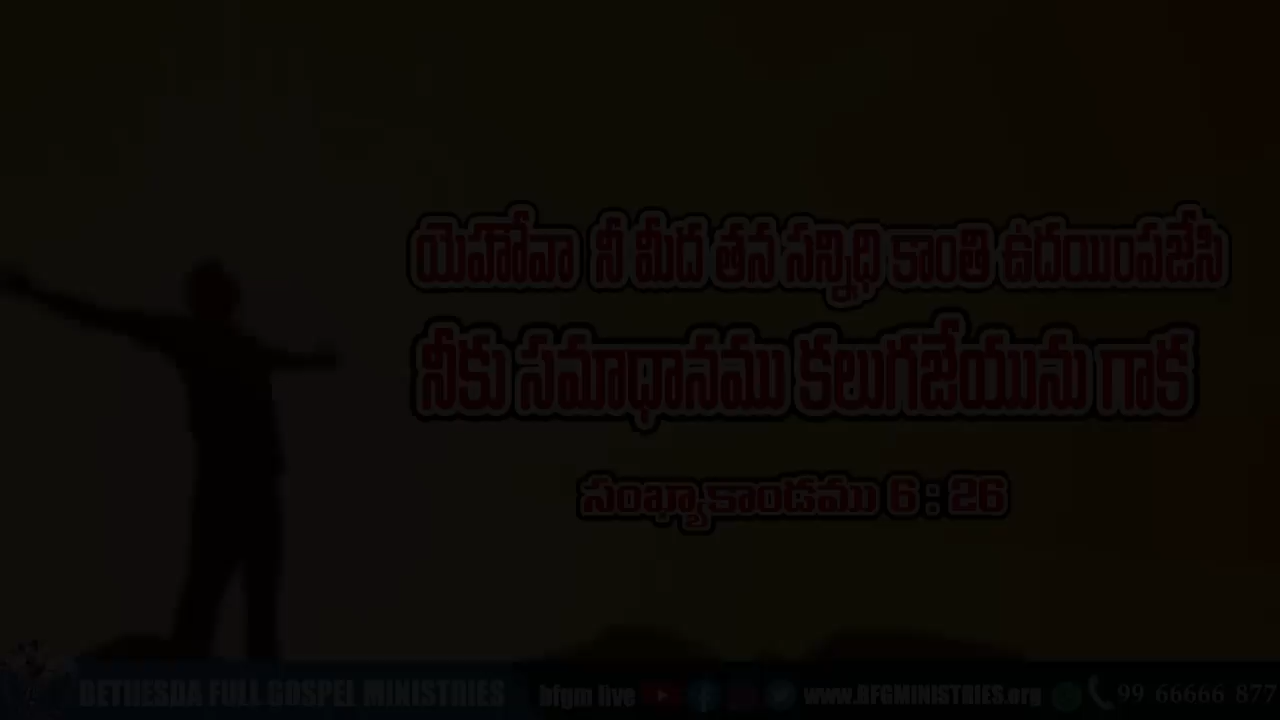 యెహోవా నీ మీద తన సన్నిధి కాంతి ఉదయింపజేసి
నీకు సమాధానము కలుగజేయును గాక
సంఖ్యాకాండము 6 : 26
BETHESDA FULL GOSPEL MINISTRIES bfgm live www.BFGMINISTRIES.org 99 66666 877